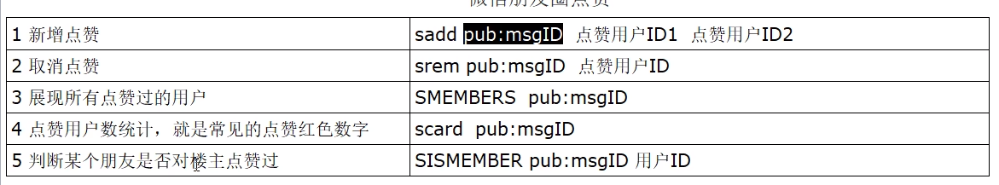 微信朋友圈点赞
1 新增点赞 sadd pub:msgID 点赞用户ID1 点赞用户ID2
2 取消点赞 srem pub:msgID 点赞用户ID
3 展现所有点赞过的用户 SMEMBERS pub:msgID
4 点赞用户数统计，就是常见的点赞红色数字 scard pub:msgID
5 判断某个朋友是否对楼主点赞过 SISMEMBER pub:msgID 用户ID